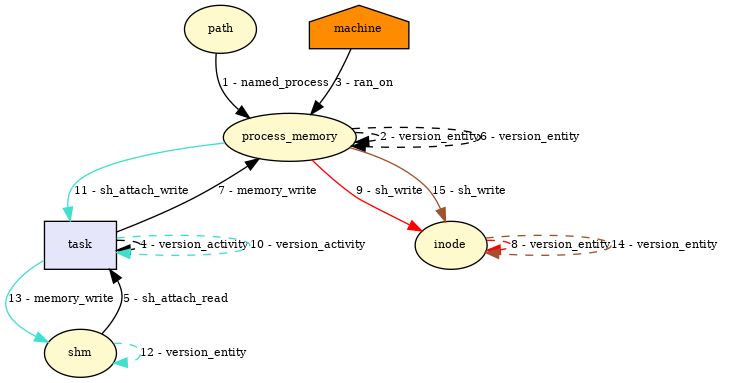 path
machine
1 - named_process
3 - ran_on
process_memory
2 - version_entity
6 - version_entity
11 - sh_attach_write
7 - memory_write
9 - sh_write
15 - sh_write
task
4 - version_activity
10 - version_activity
inode
8 - version_entity
14 - version_entity
13 - memory_write
5 - sh_attach_read
shm
12 - version_entity